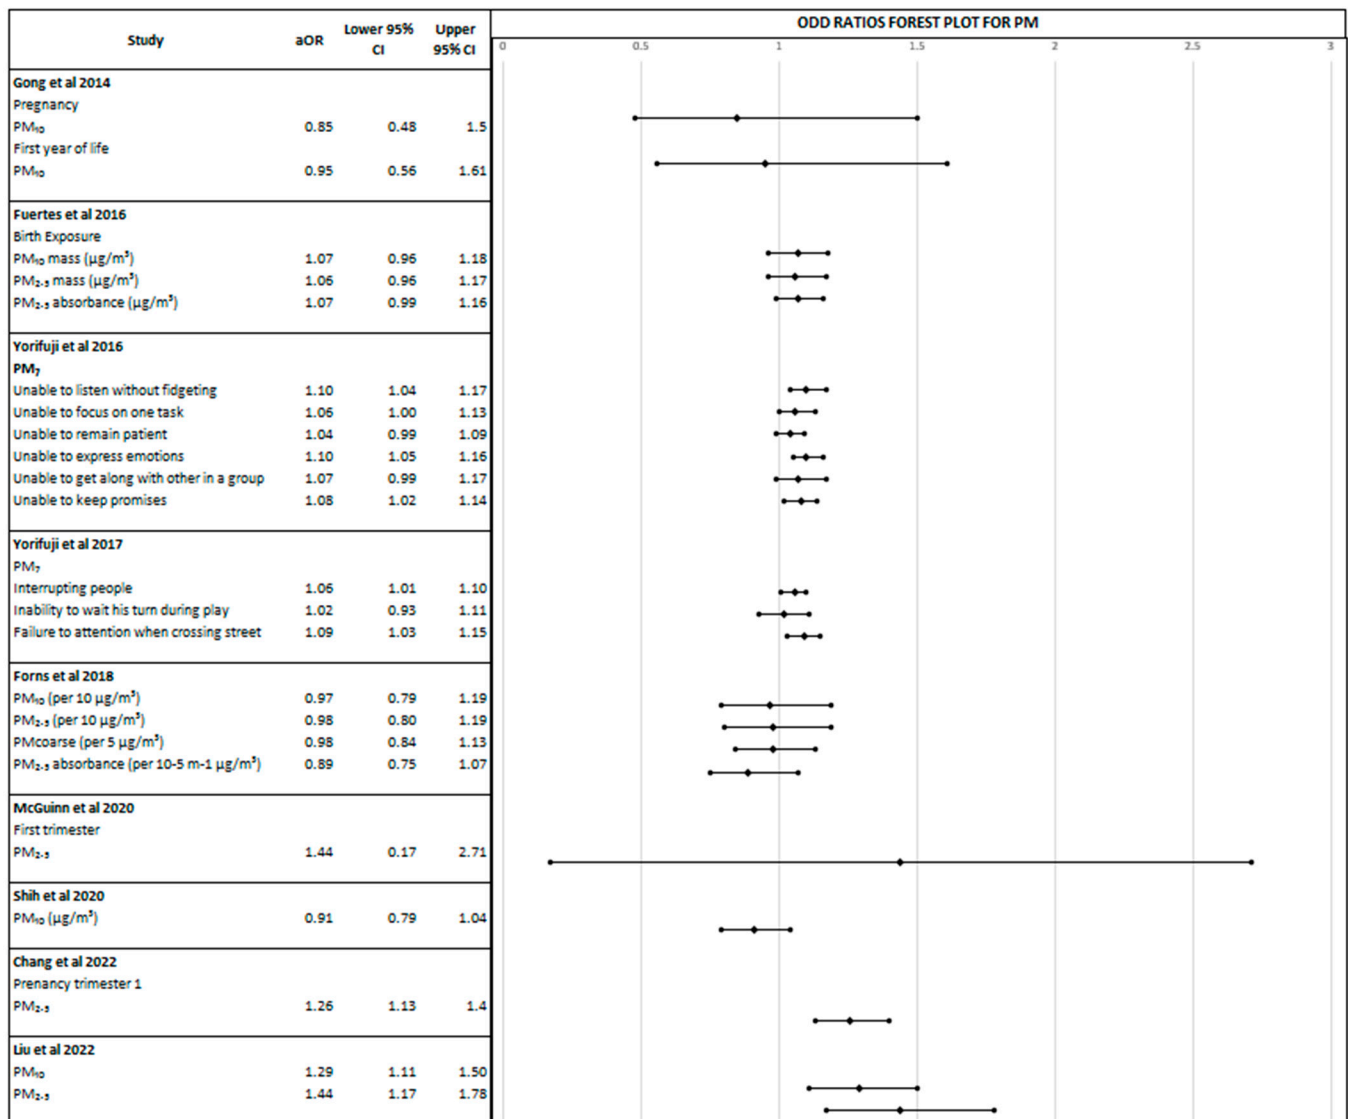 ODD RATIOS FOREST PLOT FOR PM
Study aOR Lower 95% CI Upper 95% CI
0 0.5 1 1.5 2 2.5 3
Gong et al 2014
Pregnancy
PM₁₀ 0.85 0.48 1.5
First year of life
PM₁₀ 0.95 0.56 1.61
Fuertes et al 2016
Birth Exposure
PM₁₀ mass (µg/m³) 1.07 0.96 1.18
PM₂.₅ mass (µg/m³) 1.06 0.96 1.17
PM₂.₅ absorbance (µg/m³) 1.07 0.99 1.16
Yorifuji et al 2016
PM₇
Unable to listen without fidgeting 1.10 1.04 1.17
Unable to focus on one task 1.06 1.00 1.13
Unable to remain patient 1.04 0.99 1.09
Unable to express emotions 1.10 1.05 1.16
Unable to get along with other in a group 1.07 0.99 1.17
Unable to keep promises 1.08 1.02 1.14
Yorifuji et al 2017
PM₇
Interrupting people 1.06 1.01 1.10
Inability to wait his turn during play 1.02 0.93 1.11
Failure to attention when crossing street 1.09 1.03 1.15
Forns et al 2018
PM₁₀ (per 10 µg/m³) 0.97 0.79 1.19
PM₂.₅ (per 10 µg/m³) 0.98 0.80 1.19
PMcoarse (per 5 µg/m³) 0.98 0.84 1.13
PM₂.₅ absorbance (per 10-5 m-1 µg/m³) 0.89 0.75 1.07
McGuinn et al 2020
First trimester
PM₂.₅ 1.44 0.17 2.71
Shih et al 2020
PM₁₀ (µg/m³) 0.91 0.79 1.04
Chang et al 2022
Prenancy trimester 1
PM₂.₅ 1.26 1.13 1.4
Liu et al 2022
PM₁₀ 1.29 1.11 1.50
PM₂.₅ 1.44 1.17 1.78